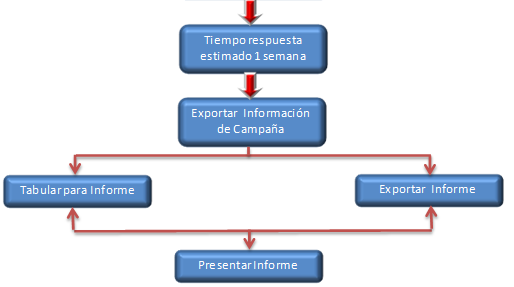 Tiempo respuesta
estimado 1 semana
Exportar Información
de Campaña
Tabular para Informe
Exportar Informe
Presentar Informe